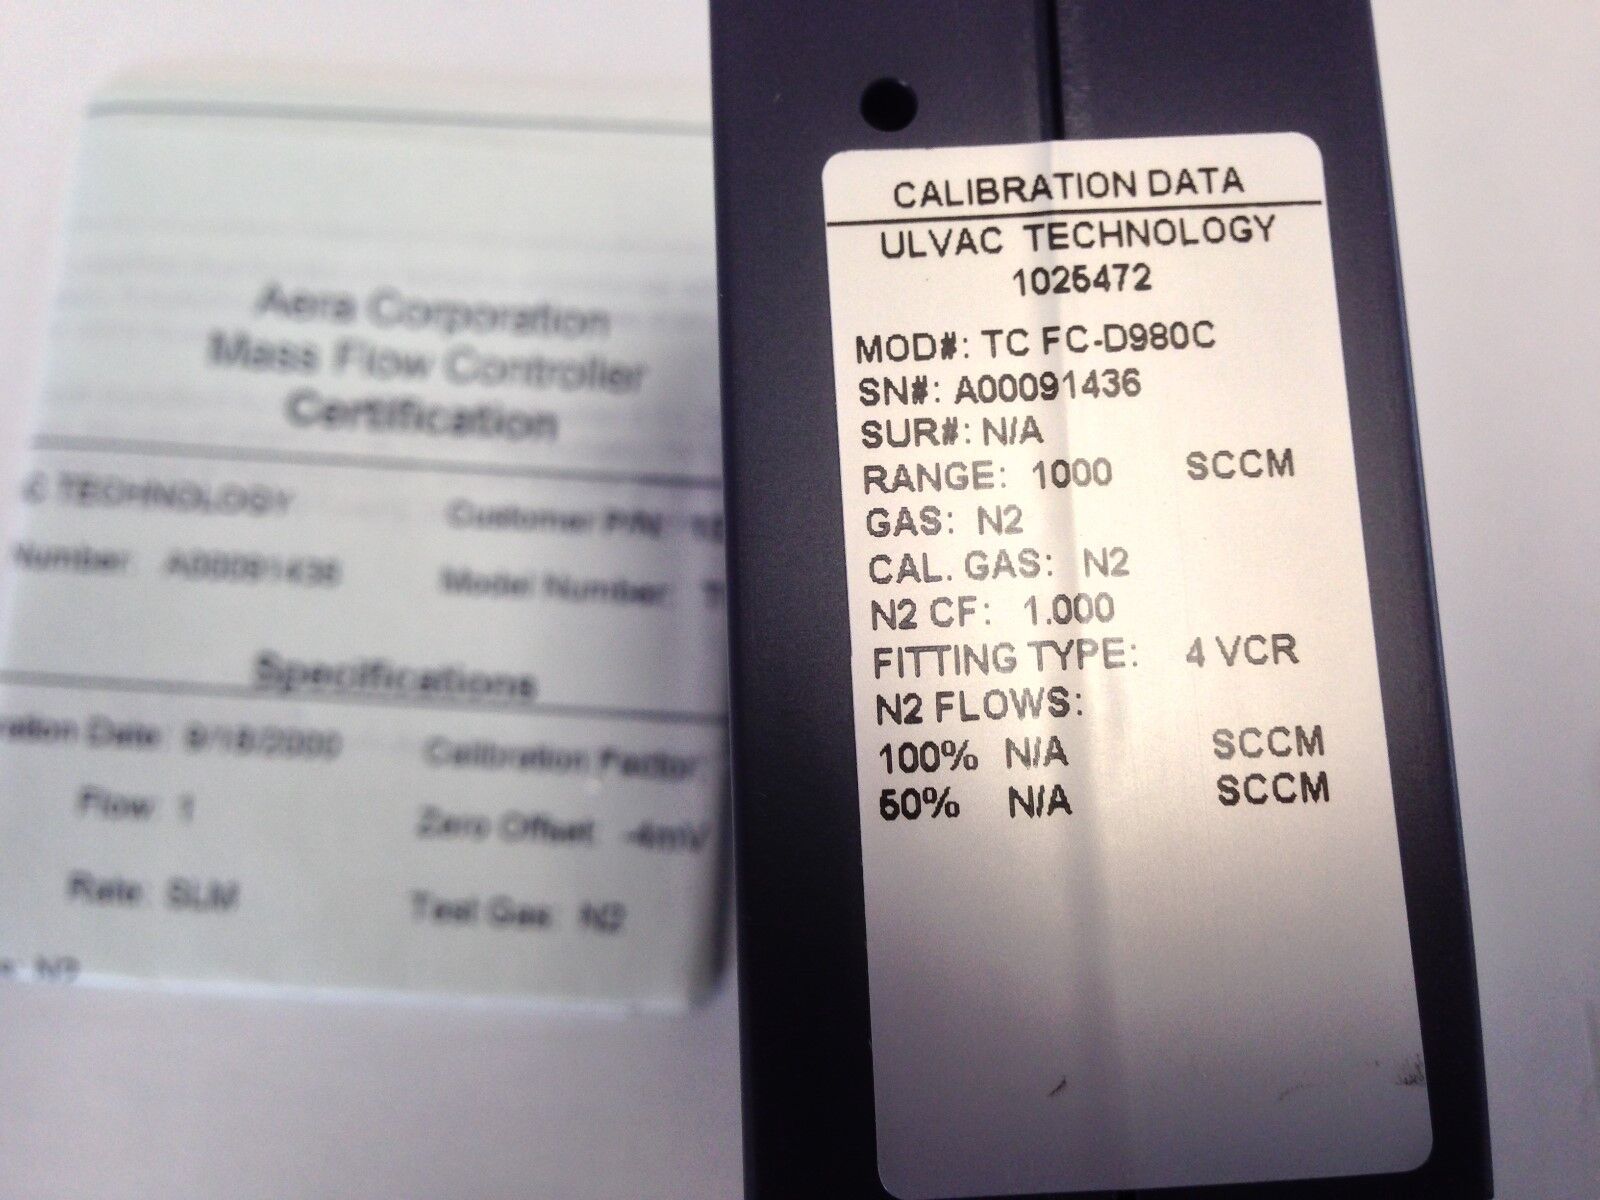 Aera Corporation
Mass Flow Controller
Certification
C TECHNOLOGY Customer P/N
Number: A00091436 Model Number:
Specifications
ration Date: 9/18/2000 Calibration Factor:
Flow: 1 Zero Offset: -4mV
Rate: SLM Test Gas: N2
N2
CALIBRATION DATA
ULVAC TECHNOLOGY
1025472
MOD#: TC FC-D980C
SN#: A00091436
SUR#: N/A
RANGE: 1000 SCCM
GAS: N2
CAL. GAS: N2
N2 CF: 1.000
FITTING TYPE: 4 VCR
N2 FLOWS:
100% N/A SCCM
50% N/A SCCM